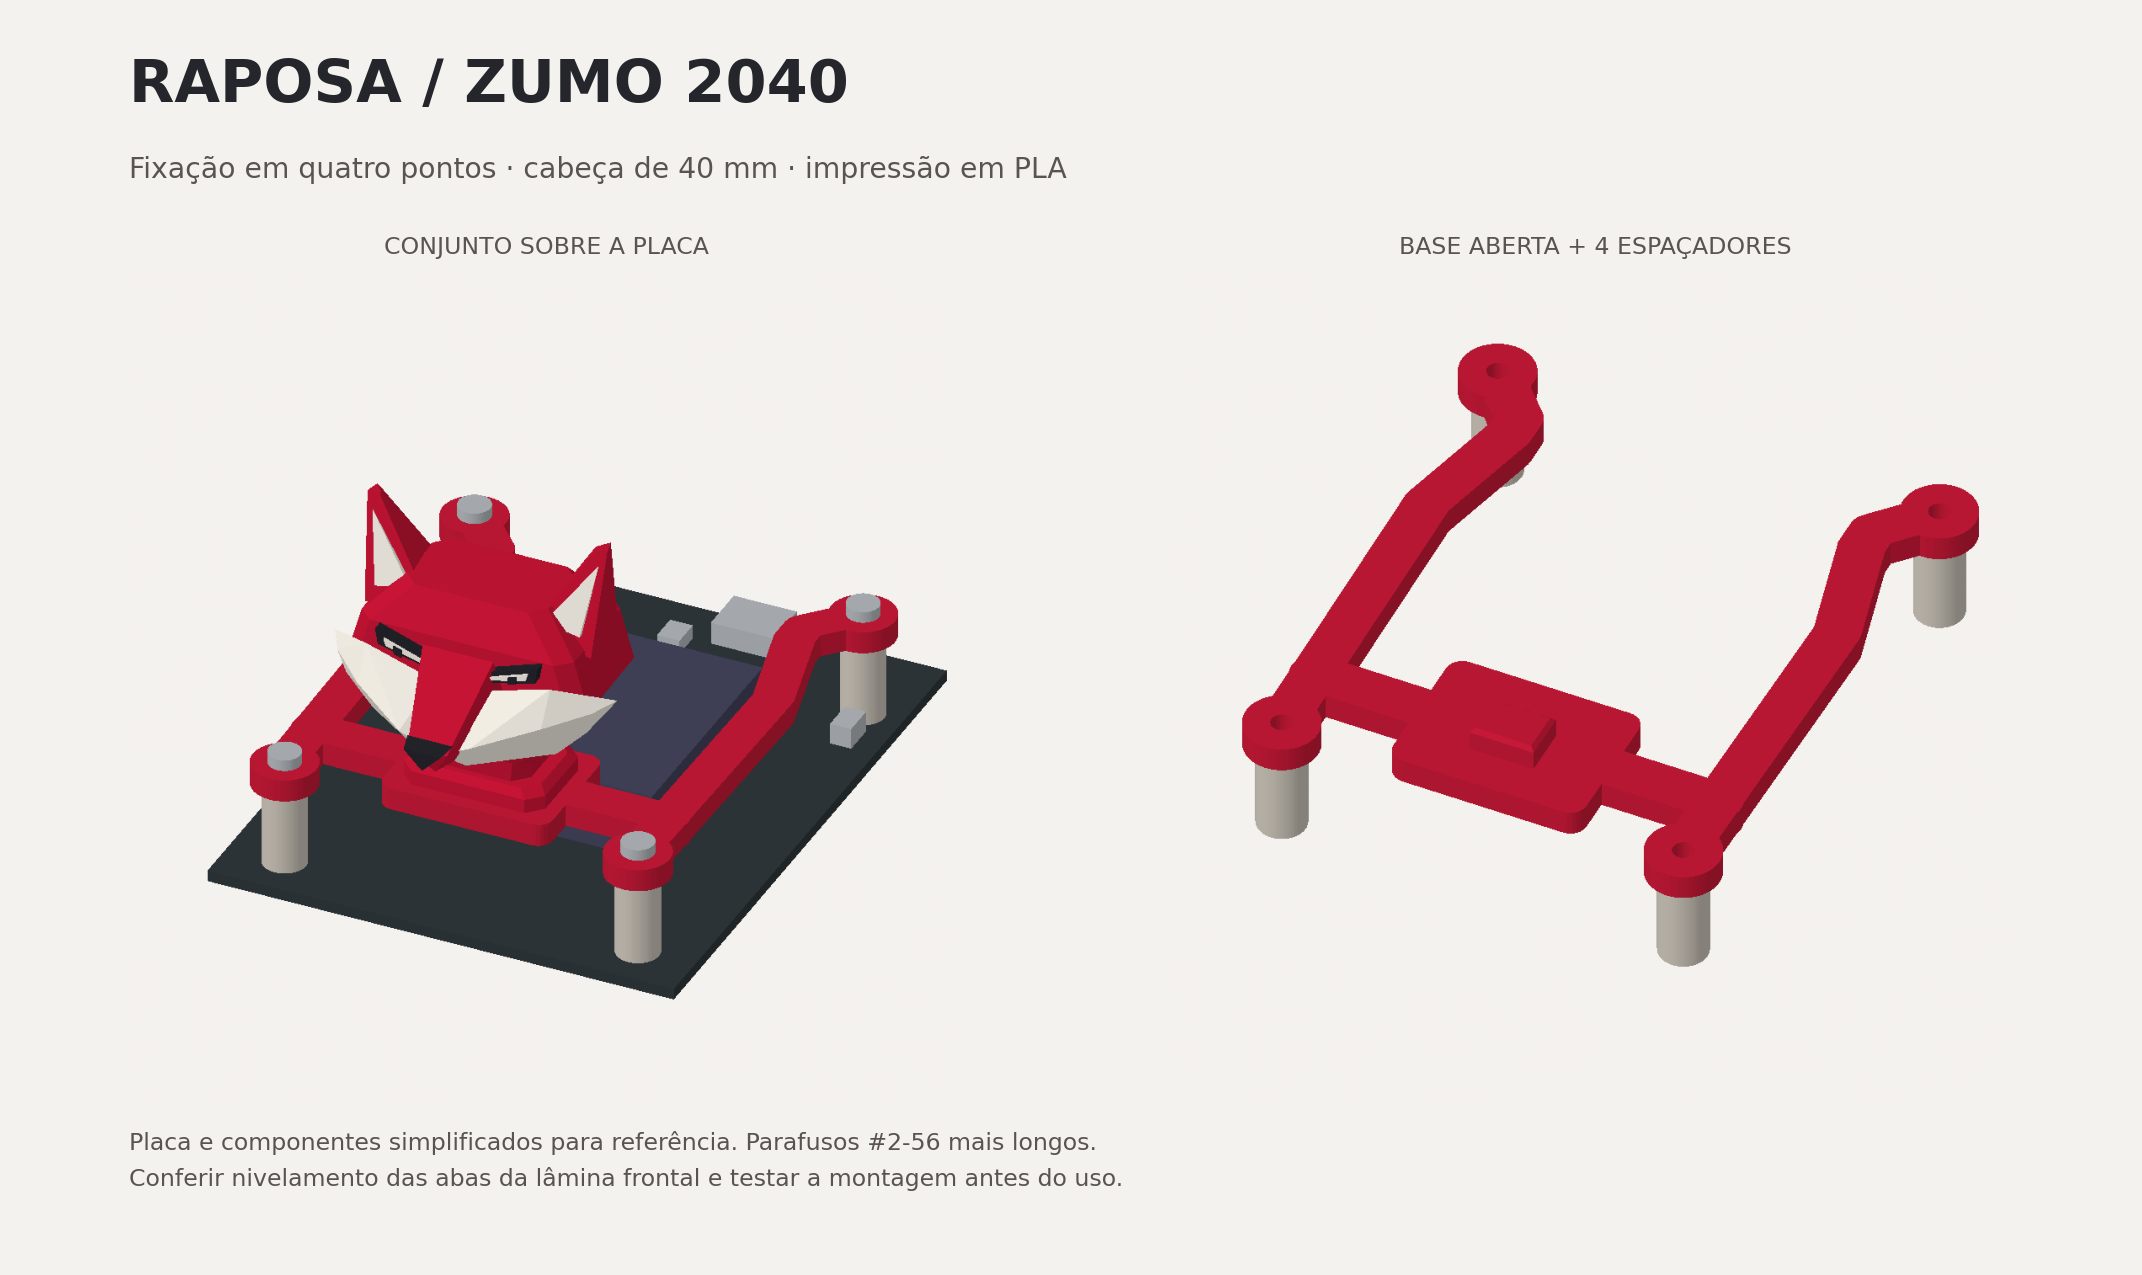 RAPOSA / ZUMO 2040
Fixação em quatro pontos · cabeça de 40 mm · impressão em PLA
CONJUNTO SOBRE A PLACA
BASE ABERTA + 4 ESPAÇADORES
Placa e componentes simplificados para referência. Parafusos #2-56 mais longos.
Conferir nivelamento das abas da lâmina frontal e testar a montagem antes do uso.